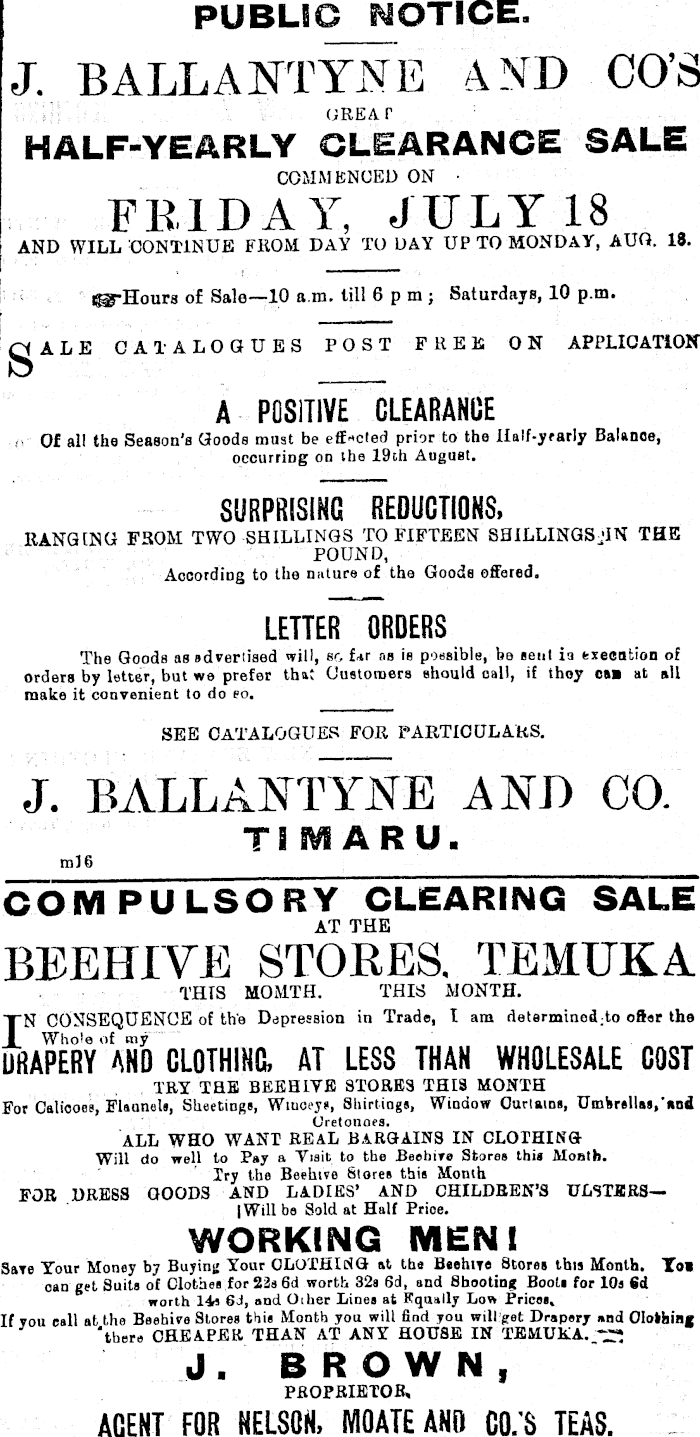 PUBLIC NOTICE.
J. BALLANTYNE AND CO'S
GREAT
HALF-YEARLY CLEARANCE SALE
COMMENCED ON
FRIDAY, JULY 18
AND WILL CONTINUE FROM DAY TO DAY UP TO MONDAY, AUG. 18.
☞Hours of Sale—10 a.m. till 6 p m ; Saturdays, 10 p.m.
SALE CATALOGUES POST FREE ON APPLICATION
A POSITIVE CLEARANCE
Of all the Season's Goods must be effected prior to the Half-yearly Balance,
occurring on the 19th August.
SURPRISING REDUCTIONS,
RANGING FROM TWO SHILLINGS TO FIFTEEN SHILLINGS IN THE
POUND,
According to the nature of the Goods offered.
LETTER ORDERS
The Goods as advertised will, so far as is possible, be sent in execution of
orders by letter, but we prefer that Customers should call, if they can at all
make it convenient to do so.
SEE CATALOGUES FOR PARTICULARS.
J. BALLANTYNE AND CO.
TIMARU.
m16
COMPULSORY CLEARING SALE
AT THE
BEEHIVE STORES, TEMUKA
THIS MOMTH. THIS MONTH.
IN CONSEQUENCE of the Depression in Trade, I am determined to offer the
Whole of my
DRAPERY AND CLOTHING, AT LESS THAN WHOLESALE COST
TRY THE BEEHIVE STORES THIS MONTH
For Calicoes, Flannels, Sheetings, Winceys, Shirtings, Window Curtains, Umbrellas, and
Cretonnes.
ALL WHO WANT REAL BARGAINS IN CLOTHING
Will do well to Pay a Visit to the Beehive Stores this Month.
Try the Beehive Stores this Month
FOR DRESS GOODS AND LADIES' AND CHILDREN'S ULSTERS—
Will be Sold at Half Price.
WORKING MEN!
Save Your Money by Buying Your CLOTHING at the Beehive Stores this Month. You
can get Suits of Clothes for 22s 6d worth 32s 6d, and Shooting Boots for 10s 6d
worth 14s 6d, and Other Lines at Equally Low Prices.
If you call at the Beehive Stores this Month you will find you will get Drapery and Clothing
there CHEAPER THAN AT ANY HOUSE IN TEMUKA.
J. BROWN,
PROPRIETOR,
AGENT FOR NELSON, MOATE AND CO.'S TEAS.